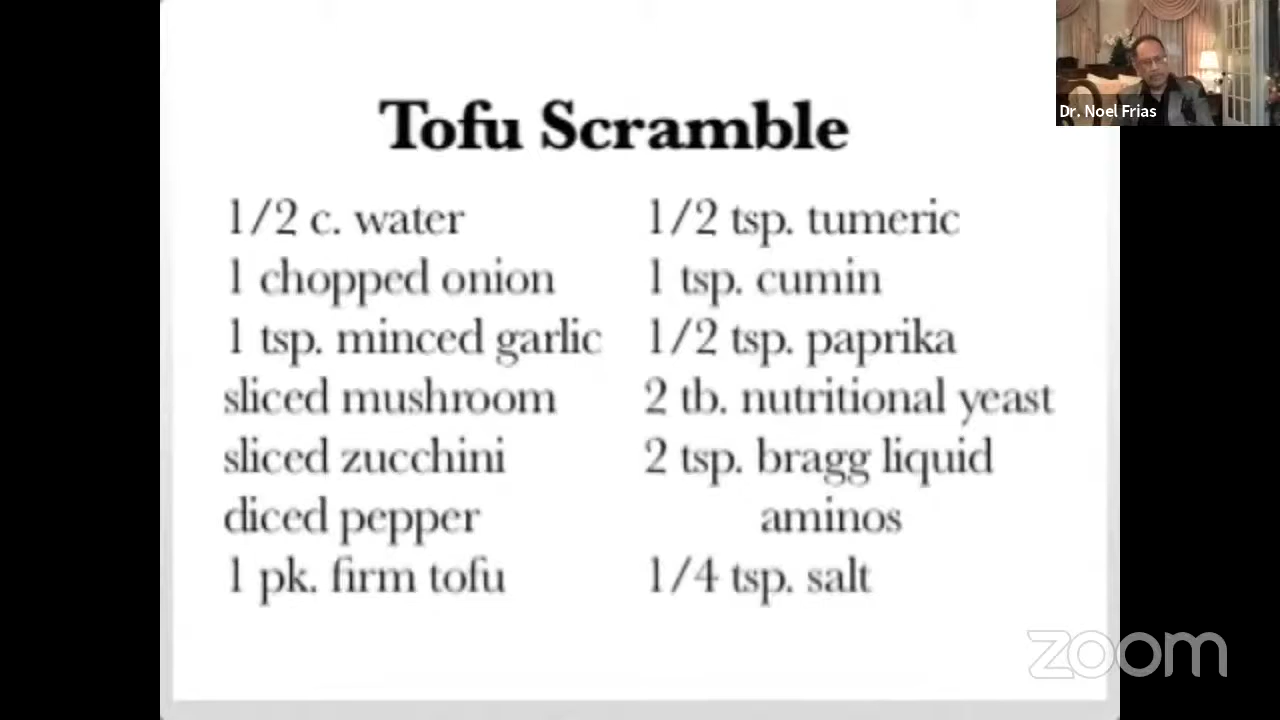 Tofu Scramble
1/2 c. water
1 chopped onion
1 tsp. minced garlic
sliced mushroom
sliced zucchini
diced pepper
1 pk. firm tofu
1/2 tsp. tumeric
1 tsp. cumin
1/2 tsp. paprika
2 tb. nutritional yeast
2 tsp. bragg liquid
aminos
1/4 tsp. salt
Dr. Noel Frias
zoom